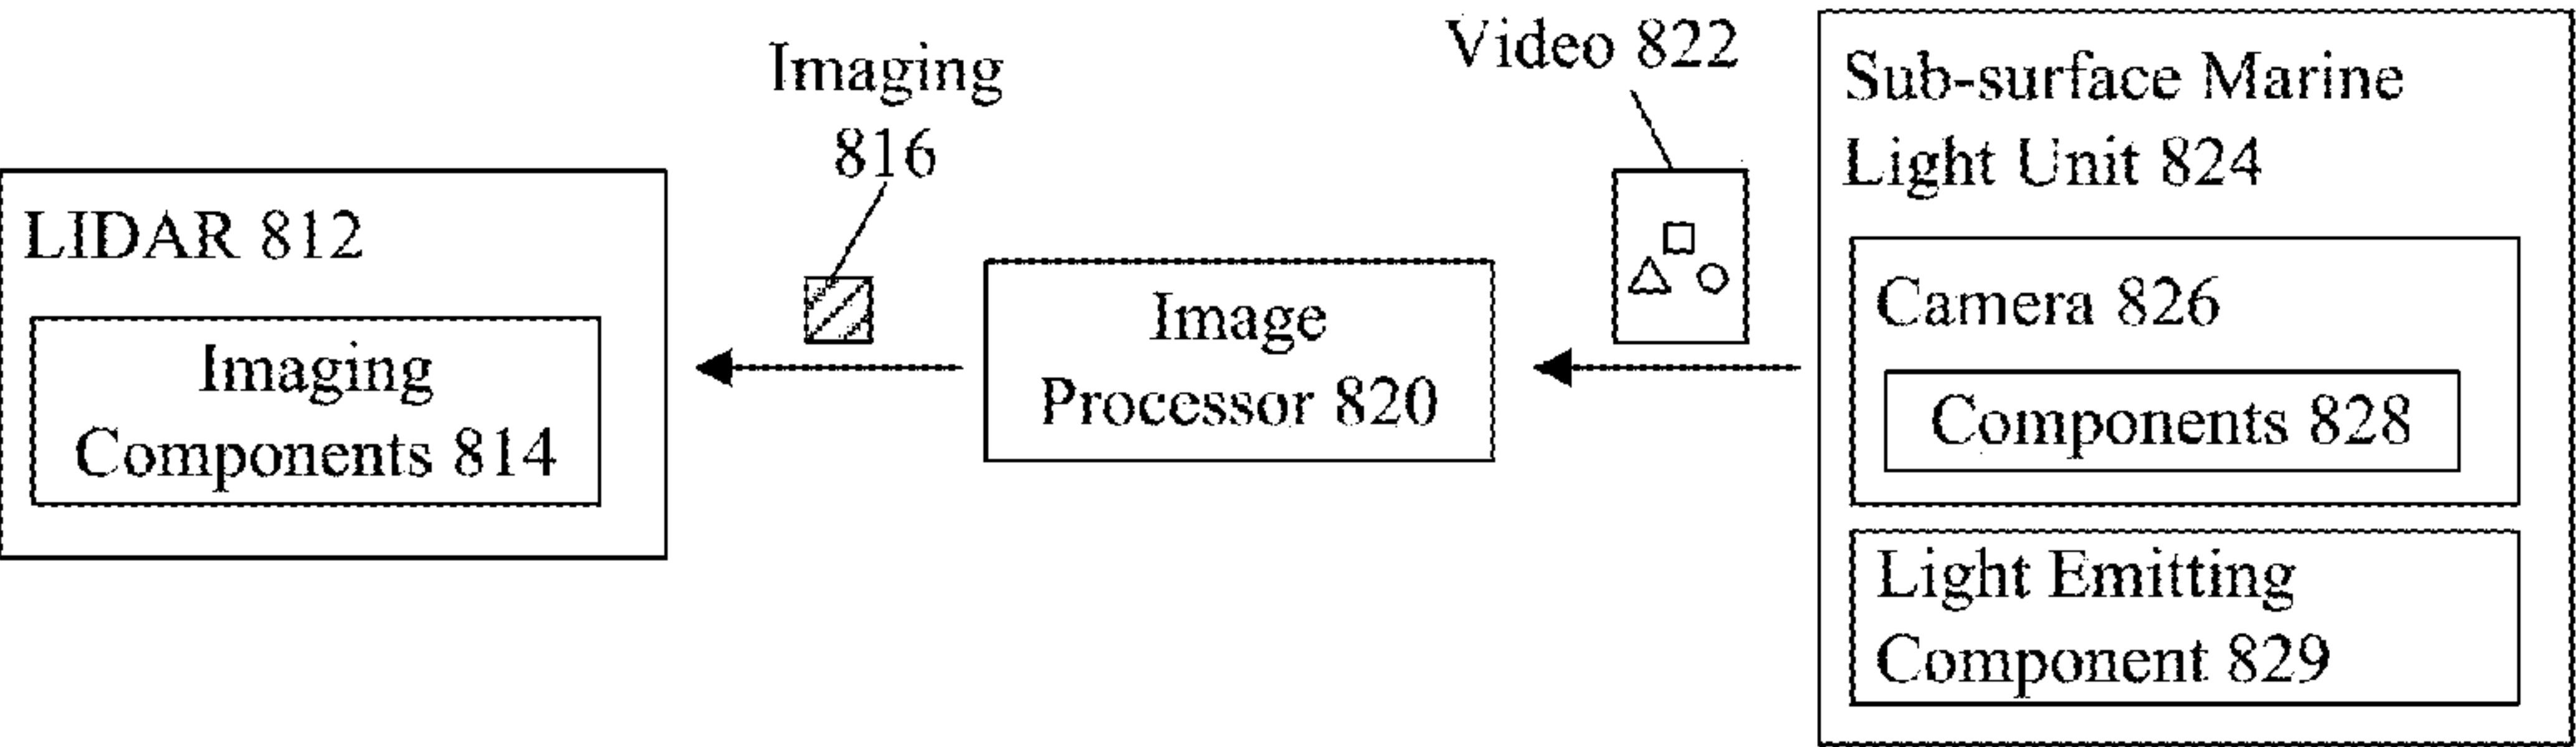 LIDAR 812
Imaging
Components 814
Imaging
816
Image
Processor 820
Video 822
Sub-surface Marine
Light Unit 824
Camera 826
Components 828
Light Emitting
Component 829